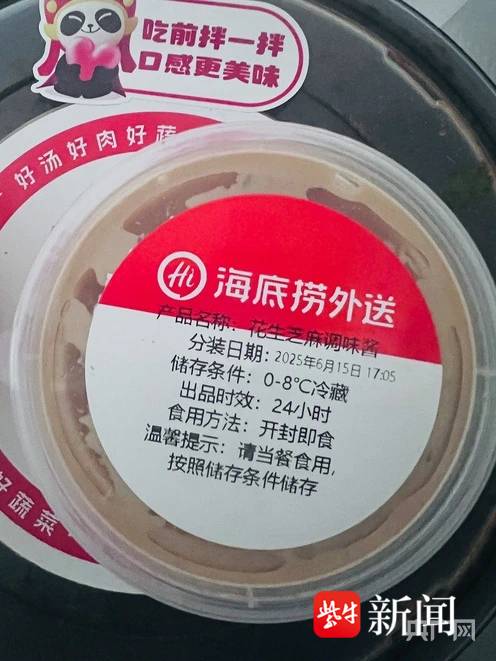 吃前拌一拌
口感更美味
好汤好肉好蔬
Hi 海底捞外送
产品名称：花生芝麻调味酱
分装日期：2025年6月15日 17:05
储存条件：0-8℃冷藏
出品时效：24小时
食用方法：开封即食
温馨提示：请当餐食用，
按照储存条件储存
好蔬菜
紫牛新闻
央广网